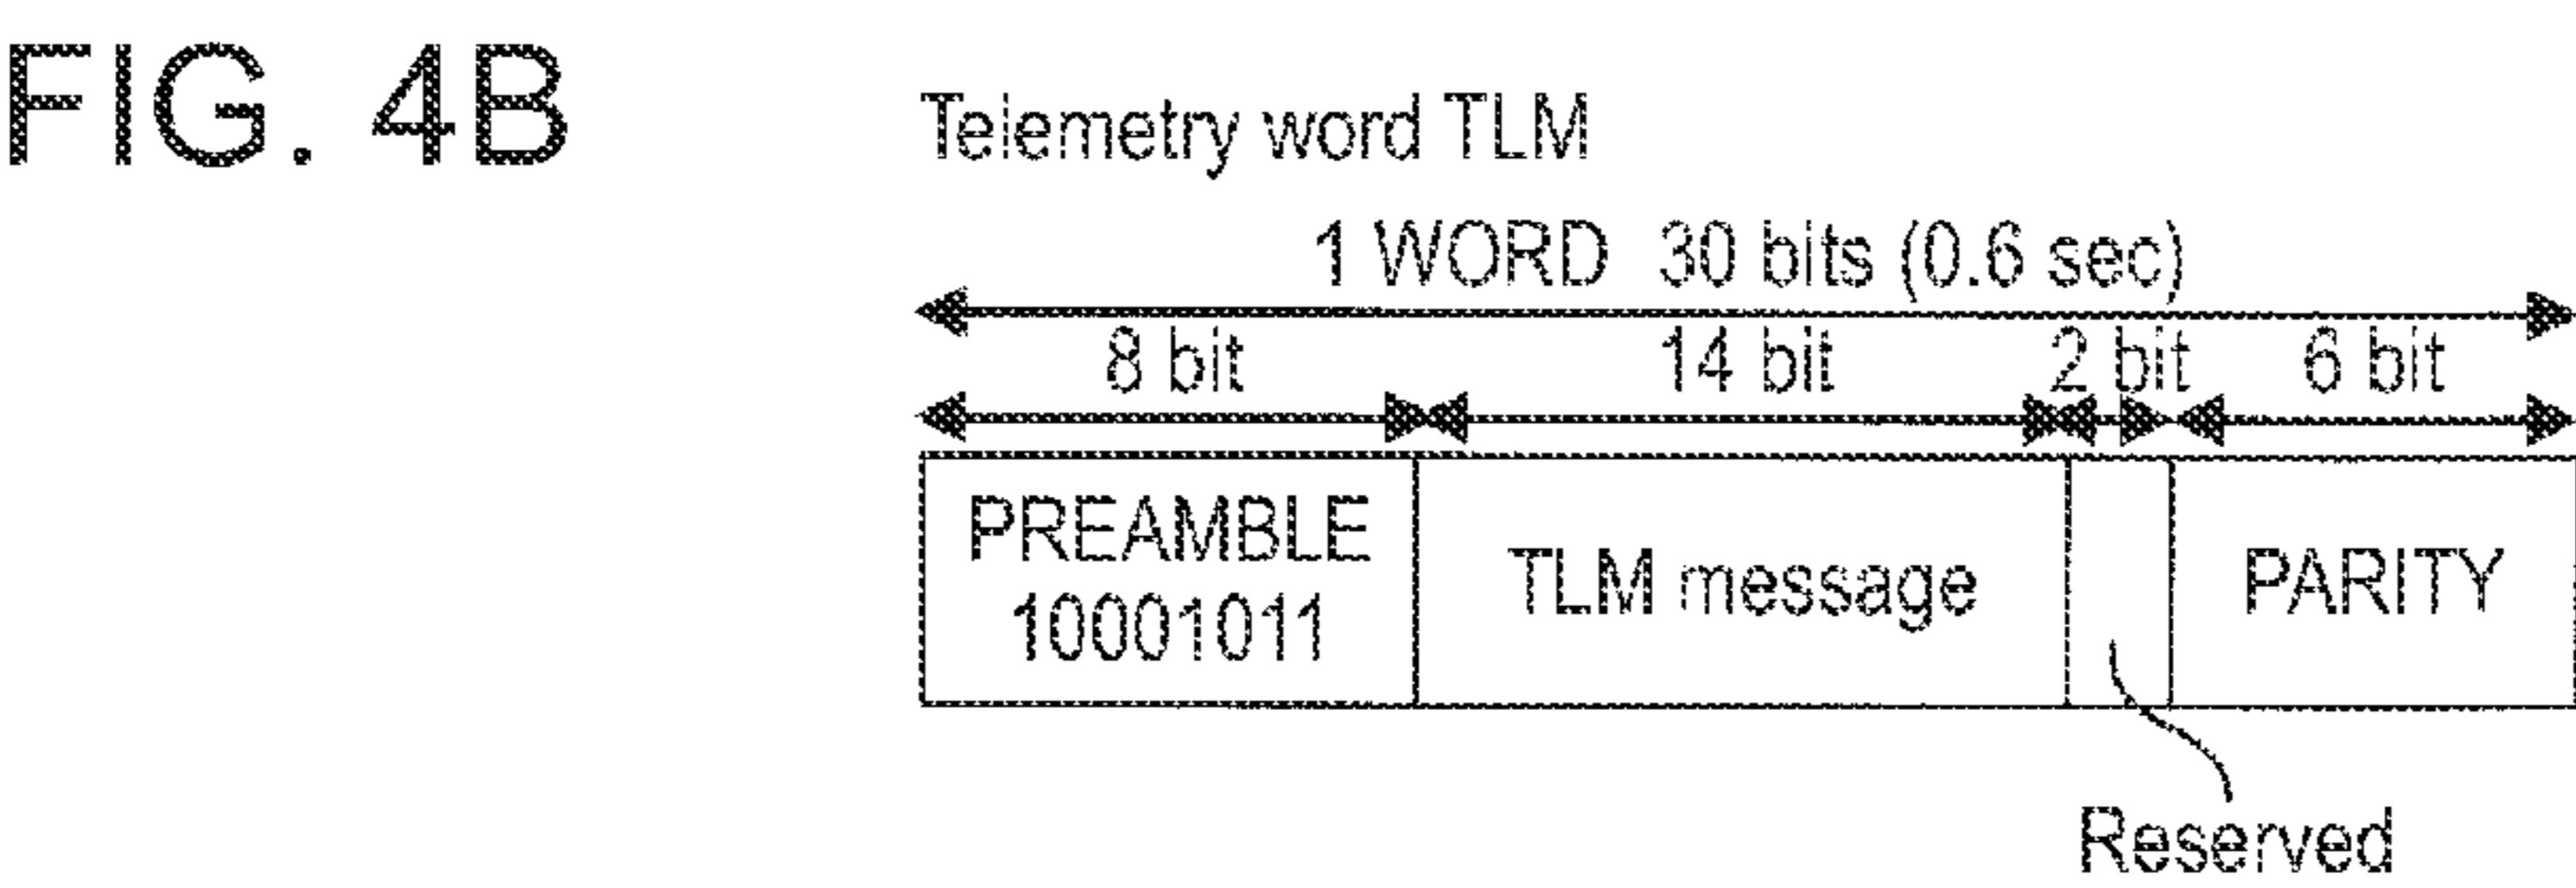 FIG. 4B
Telemetry word TLM
1 WORD 30 bits (0.6 sec)
8 bit 14 bit 2 bit 6 bit
PREAMBLE
10001011
TLM message
PARITY
Reserved